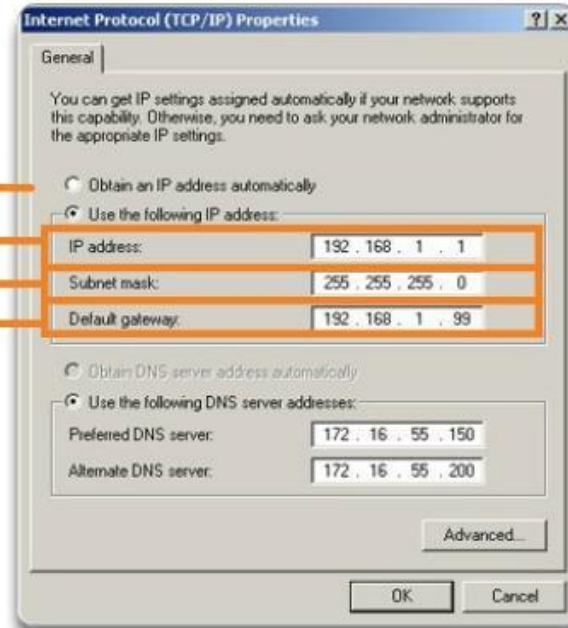 Internet Protocol (TCP/IP) Properties
General
You can get IP settings assigned automatically if your network supports
this capability. Otherwise, you need to ask your network administrator for
the appropriate IP settings.
Obtain an IP address automatically
Use the following IP address:
IP address: 192 . 168 . 1 . 1
Subnet mask: 255 . 255 . 255 . 0
Default gateway: 192 . 168 . 1 . 99
Obtain DNS server address automatically
Use the following DNS server addresses:
Preferred DNS server: 172 . 16 . 55 . 150
Alternate DNS server: 172 . 16 . 55 . 200
Advanced...
OK Cancel